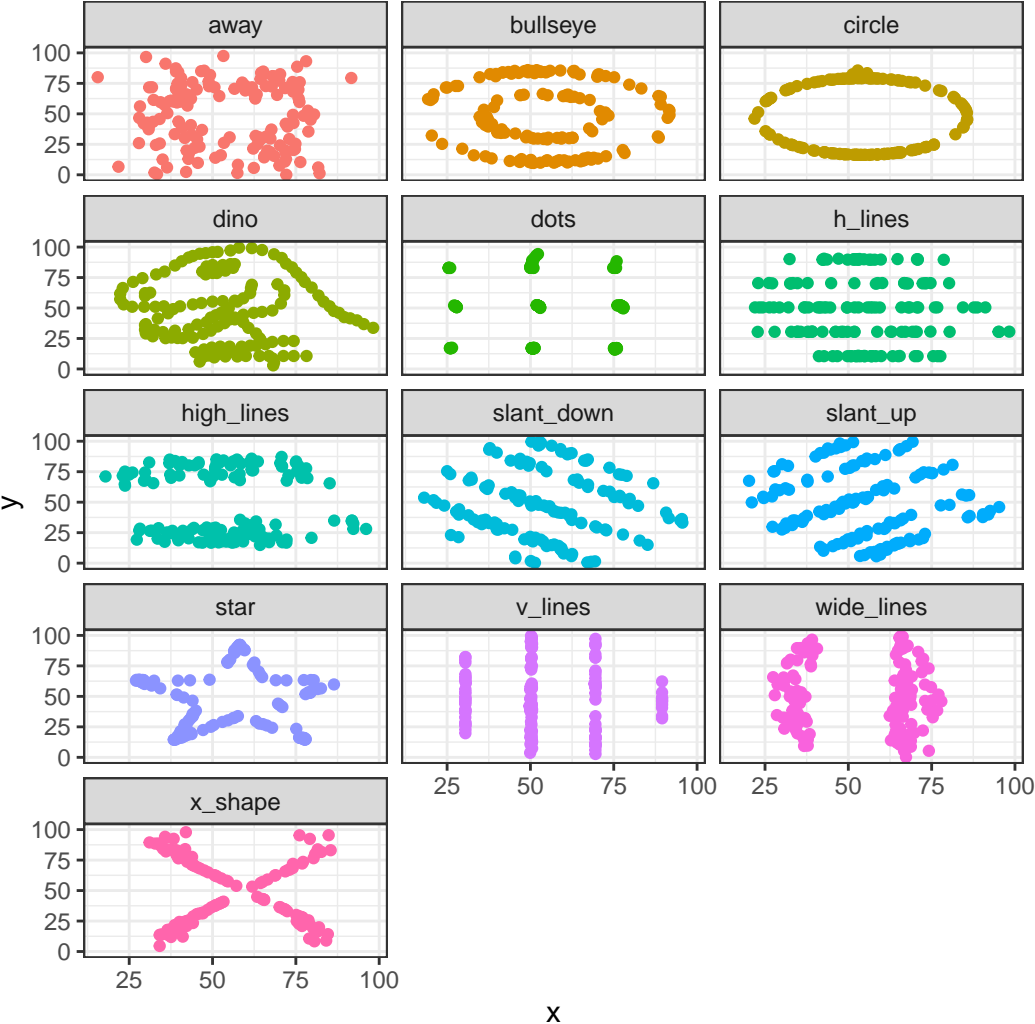 away bullseye circle
100
75
50
25
0
dino dots h_lines
100
75
50
25
0
high_lines slant_down slant_up
100
75
50
25
0
y
star v_lines wide_lines
100
75
50
25
0
25 50 75 100 25 50 75 100
x_shape
100
75
50
25
0
25 50 75 100
x